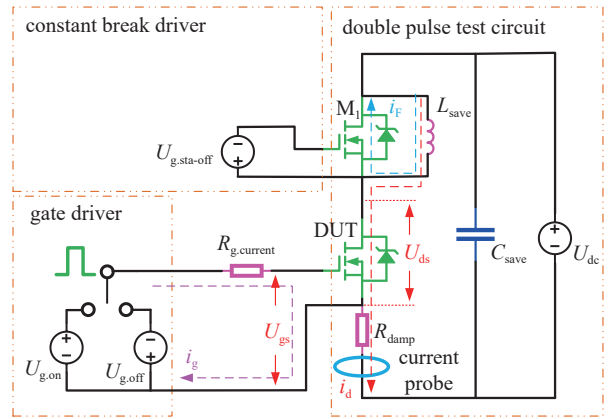 constant break driver
double pulse test circuit
M1
iF
Lsave
Ug.sta-off
gate driver
DUT
Rg.current
Uds
Csave
Udc
Ugs
Rdamp
Ug.on
Ug.off
ig
current
probe
id